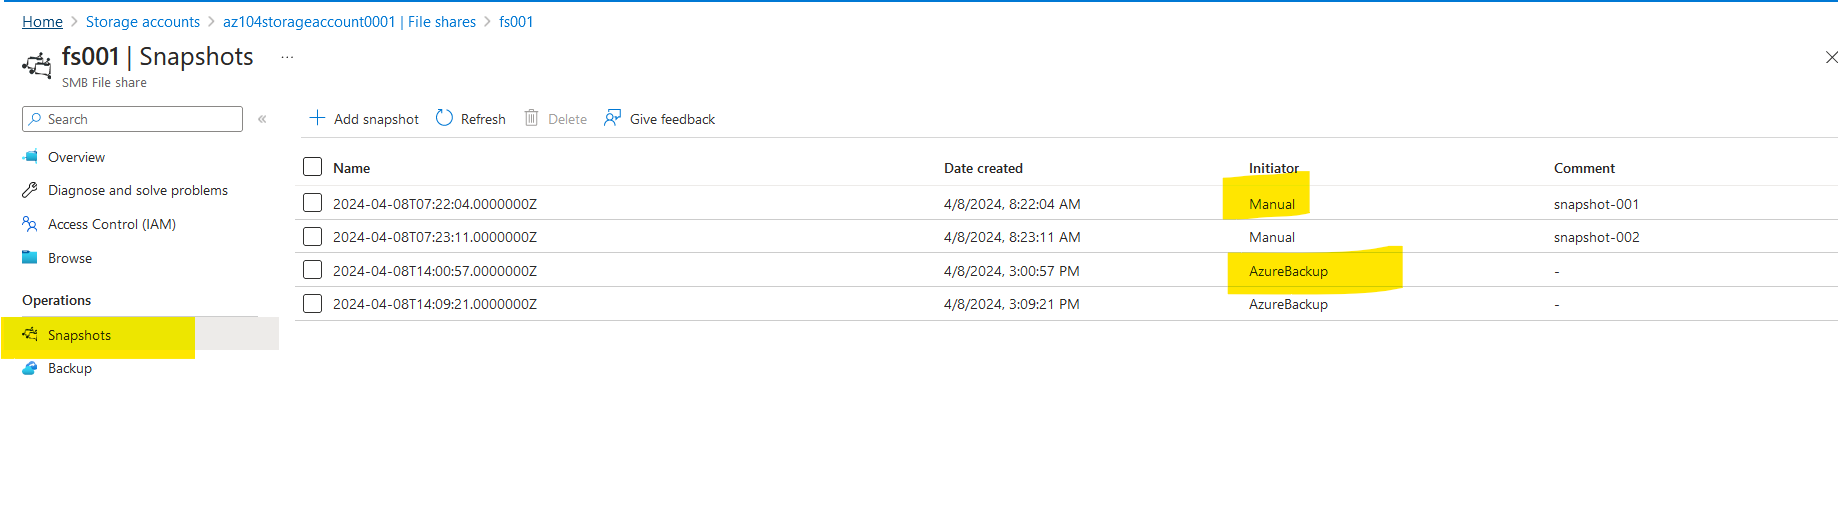 Home > Storage accounts > az104storageaccount0001 | File shares > fs001
fs001 | Snapshots ...
SMB File share
Search «
+ Add snapshot Refresh Delete Give feedback
Overview
Diagnose and solve problems
Access Control (IAM)
Browse
Operations
Snapshots
Backup
Name Date created Initiator Comment
2024-04-08T07:22:04.0000000Z 4/8/2024, 8:22:04 AM Manual snapshot-001
2024-04-08T07:23:11.0000000Z 4/8/2024, 8:23:11 AM Manual snapshot-002
2024-04-08T14:00:57.0000000Z 4/8/2024, 3:00:57 PM AzureBackup -
2024-04-08T14:09:21.0000000Z 4/8/2024, 3:09:21 PM AzureBackup -